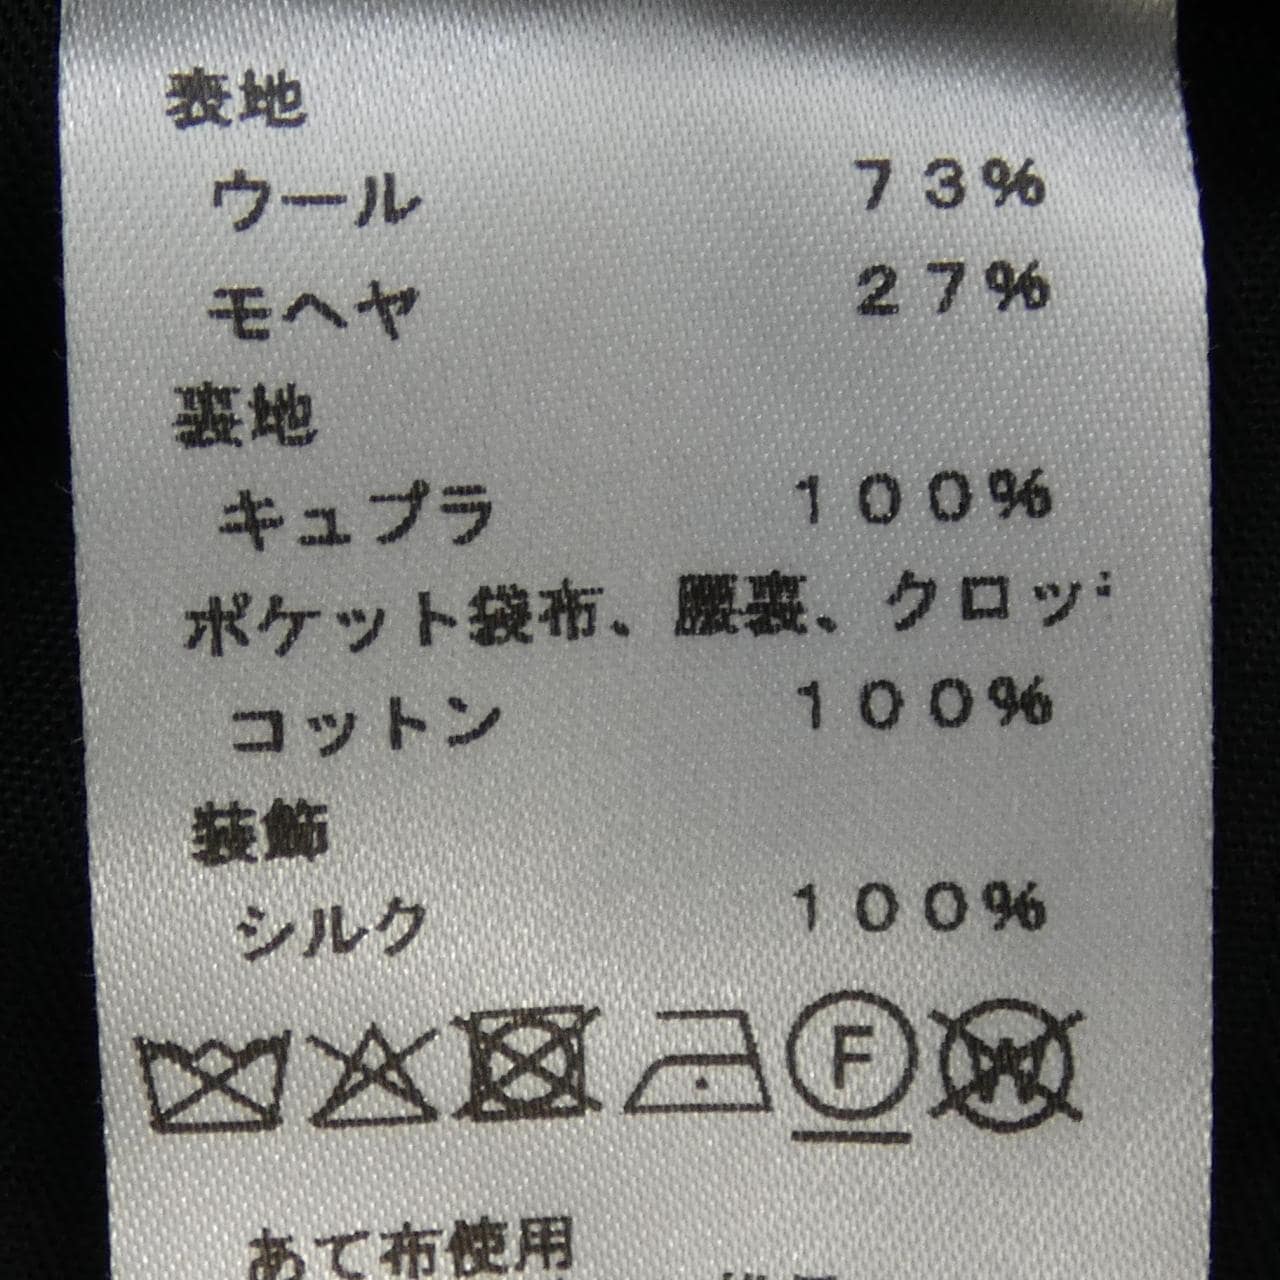 表地
ウール 73%
モヘヤ 27%
裏地
キュプラ 100%
ポケット袋布、腰裏、クロッ
コットン 100%
装飾
シルク 100%
F W
あて布使用